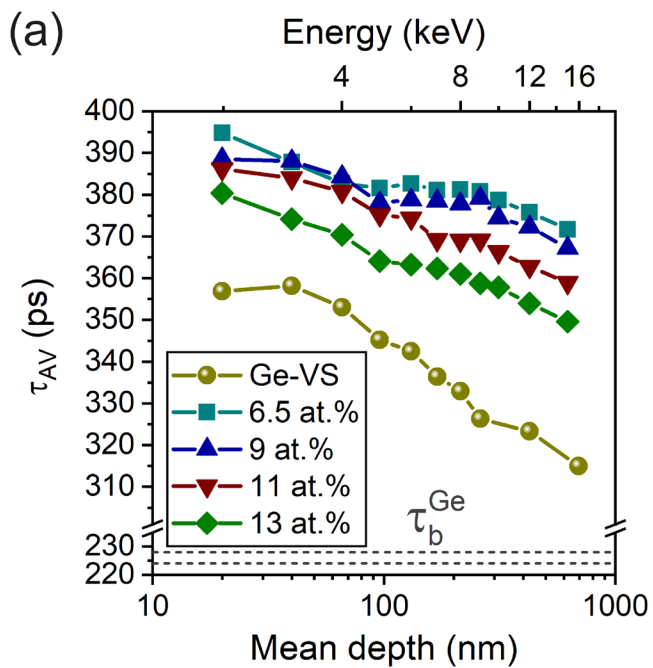 (a)
Energy (keV)
4 8 12 16
400
390
380
370
360
350
340
330
320
310
230
220
τAV (ps)
Ge-VS
6.5 at.%
9 at.%
11 at.%
13 at.%
τbGe
10 100 1000
Mean depth (nm)